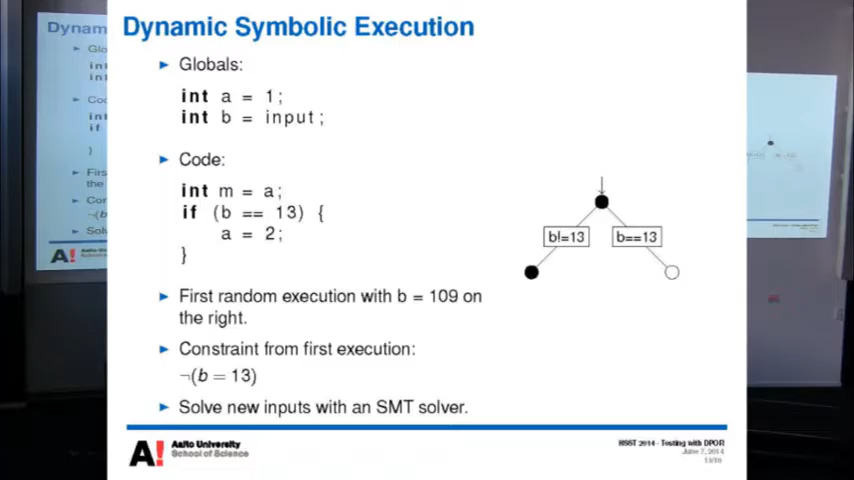 Dynamic Symbolic Execution
Globals:
int a = 1;
int b = input;
Code:
int m = a;
if (b == 13) {
a = 2;
}
b!=13
b==13
First random execution with b = 109 on
the right.
Constraint from first execution:
¬(b = 13)
Solve new inputs with an SMT solver.
A!
Aalto University
School of Science
HSST 2014 - Testing with DPOR
June 7, 2014
13/16